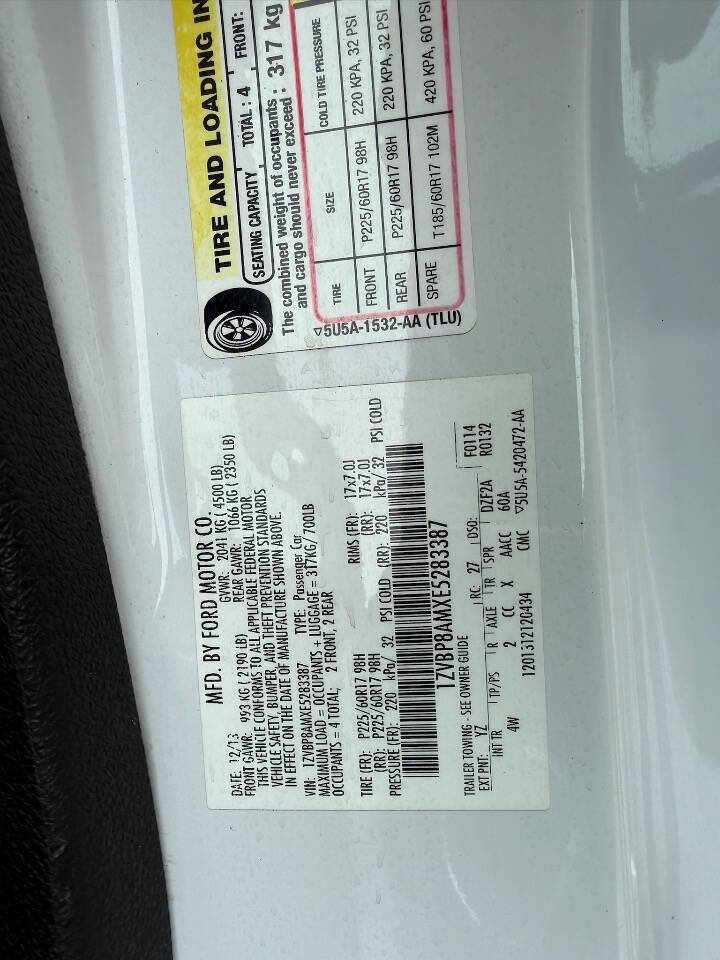 TIRE AND LOADING IN
SEATING CAPACITY TOTAL: 4 FRONT:
The combined weight of occupants
and cargo should never exceed : 317 kg
TIRE SIZE COLD TIRE PRESSURE
FRONT P225/60R17 98H 220 KPA, 32 PSI
REAR P225/60R17 98H 220 KPA, 32 PSI
SPARE T185/60R17 102M 420 KPA, 60 PSI
▽5U5A-1532-AA (TLU)
MFD. BY FORD MOTOR CO.
DATE: 12/13 GVWR: 2041 KG ( 4500 LB)
FRONT GAWR: 993 KG ( 2190 LB) REAR GAWR: 1066 KG ( 2350 LB)
THIS VEHICLE CONFORMS TO ALL APPLICABLE FEDERAL MOTOR
VEHICLE SAFETY, BUMPER, AND THEFT PREVENTION STANDARDS
IN EFFECT ON THE DATE OF MANUFACTURE SHOWN ABOVE.
VIN: 1ZVBP8AMXE5283387 TYPE: Passenger Car
MAXIMUM LOAD = OCCUPANTS + LUGGAGE = 317KG/ 700LB
OCCUPANTS = 4 TOTAL; 2 FRONT, 2 REAR
TIRE (FR): P225/60R17 98H RIMS (FR): 17x7.0J
(RR): P225/60R17 98H (RR): 17x7.0J
PRESSURE (FR): 220 kPa/ 32 PSI COLD (RR): 220 kPa/ 32 PSI COLD
1ZVBP8AMXE5283387
TRAILER TOWING - SEE OWNER GUIDE
EXT PNT: YZ RC: 27 DSO: F0114
R0132
INT TR TP/PS R AXLE TR SPR DZF2A
4W 2 CC X AACC 60A
1201312120434 CMC ▽5U5A-5420472-AA